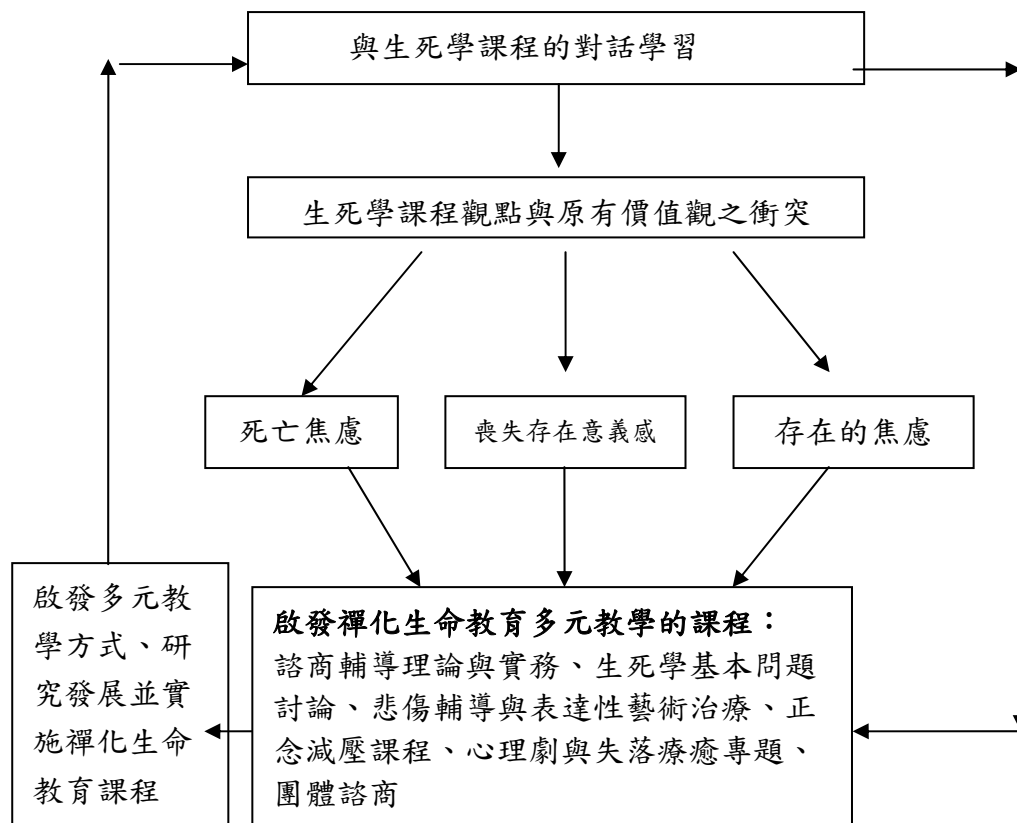 與生死學課程的對話學習
生死學課程觀點與原有價值觀之衝突
死亡焦慮
喪失存在意義感
存在的焦慮
啟發多元教
學方式、研
究發展並實
施禪化生命
教育課程
啟發禪化生命教育多元教學的課程：
諮商輔導理論與實務、生死學基本問題
討論、悲傷輔導與表達性藝術治療、正
念減壓課程、心理劇與失落療癒專題、
團體諮商